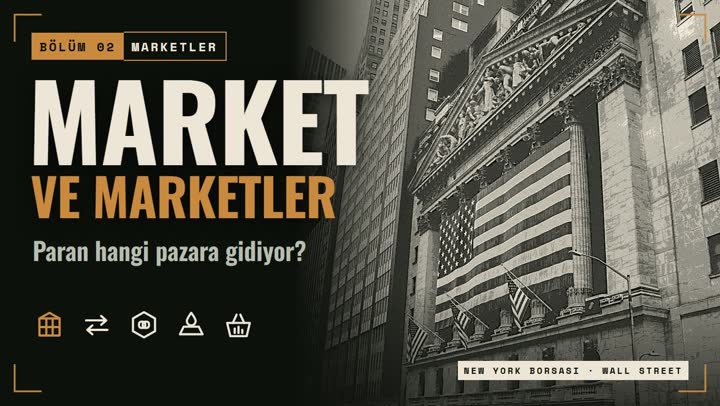 BÖLÜM 02 MARKETLER
MARKET
VE MARKETLER
Paran hangi pazara gidiyor?
NEW YORK BORSASI · WALL STREET